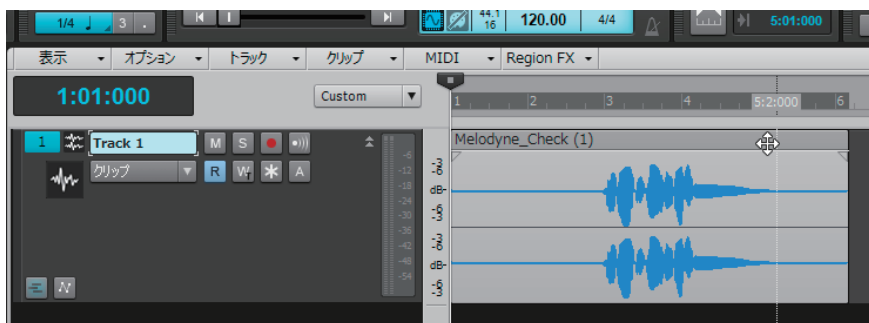 1/4 3 . 44.1 16 120.00 4/4 5:01:000
表示 オプション トラック クリップ MIDI Region FX
1:01:000 Custom 1 2 3 4 5:2:000 6
1 Track 1 M S Melodyne_Check (1)
クリップ R W A
-6
-12
-18
-24
-30
-36
-42
-48
-54
-3
-6
dB-
-6
-3
-3
-6
dB-
-6
-3